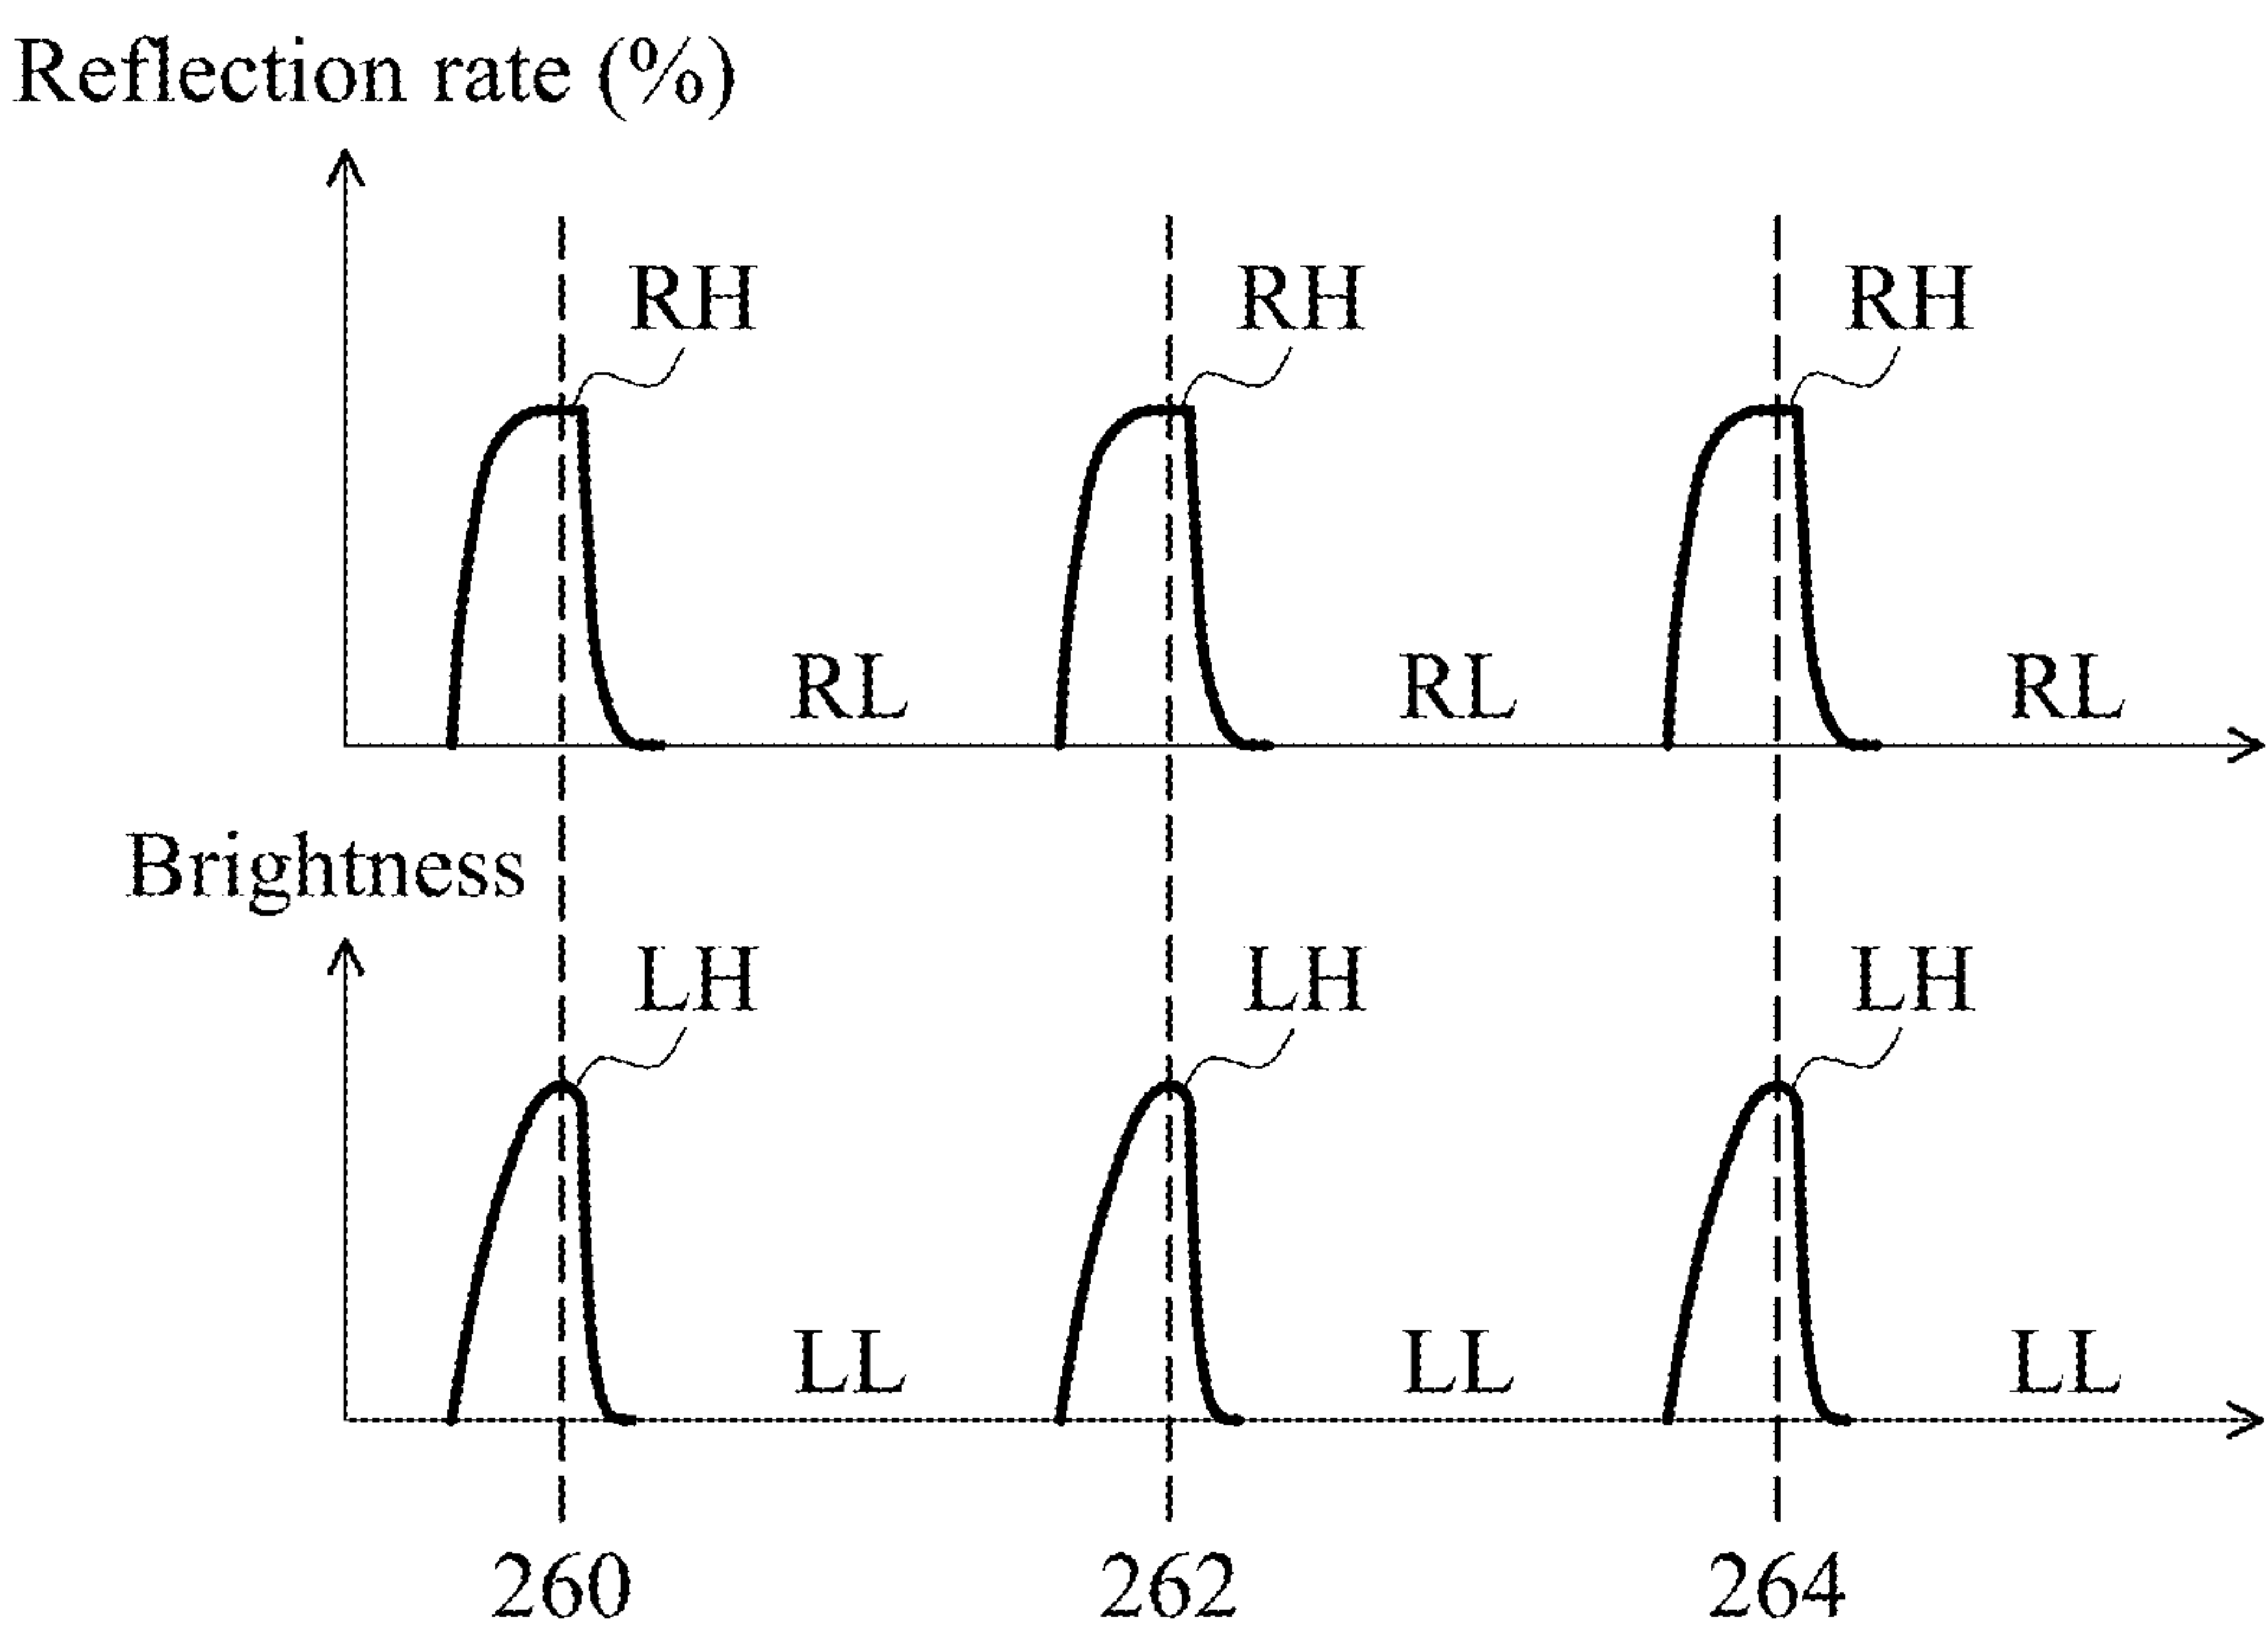 Reflection rate (%)
RH RH RH
RL RL RL
Brightness
LH LH LH
LL LL LL
260 262 264